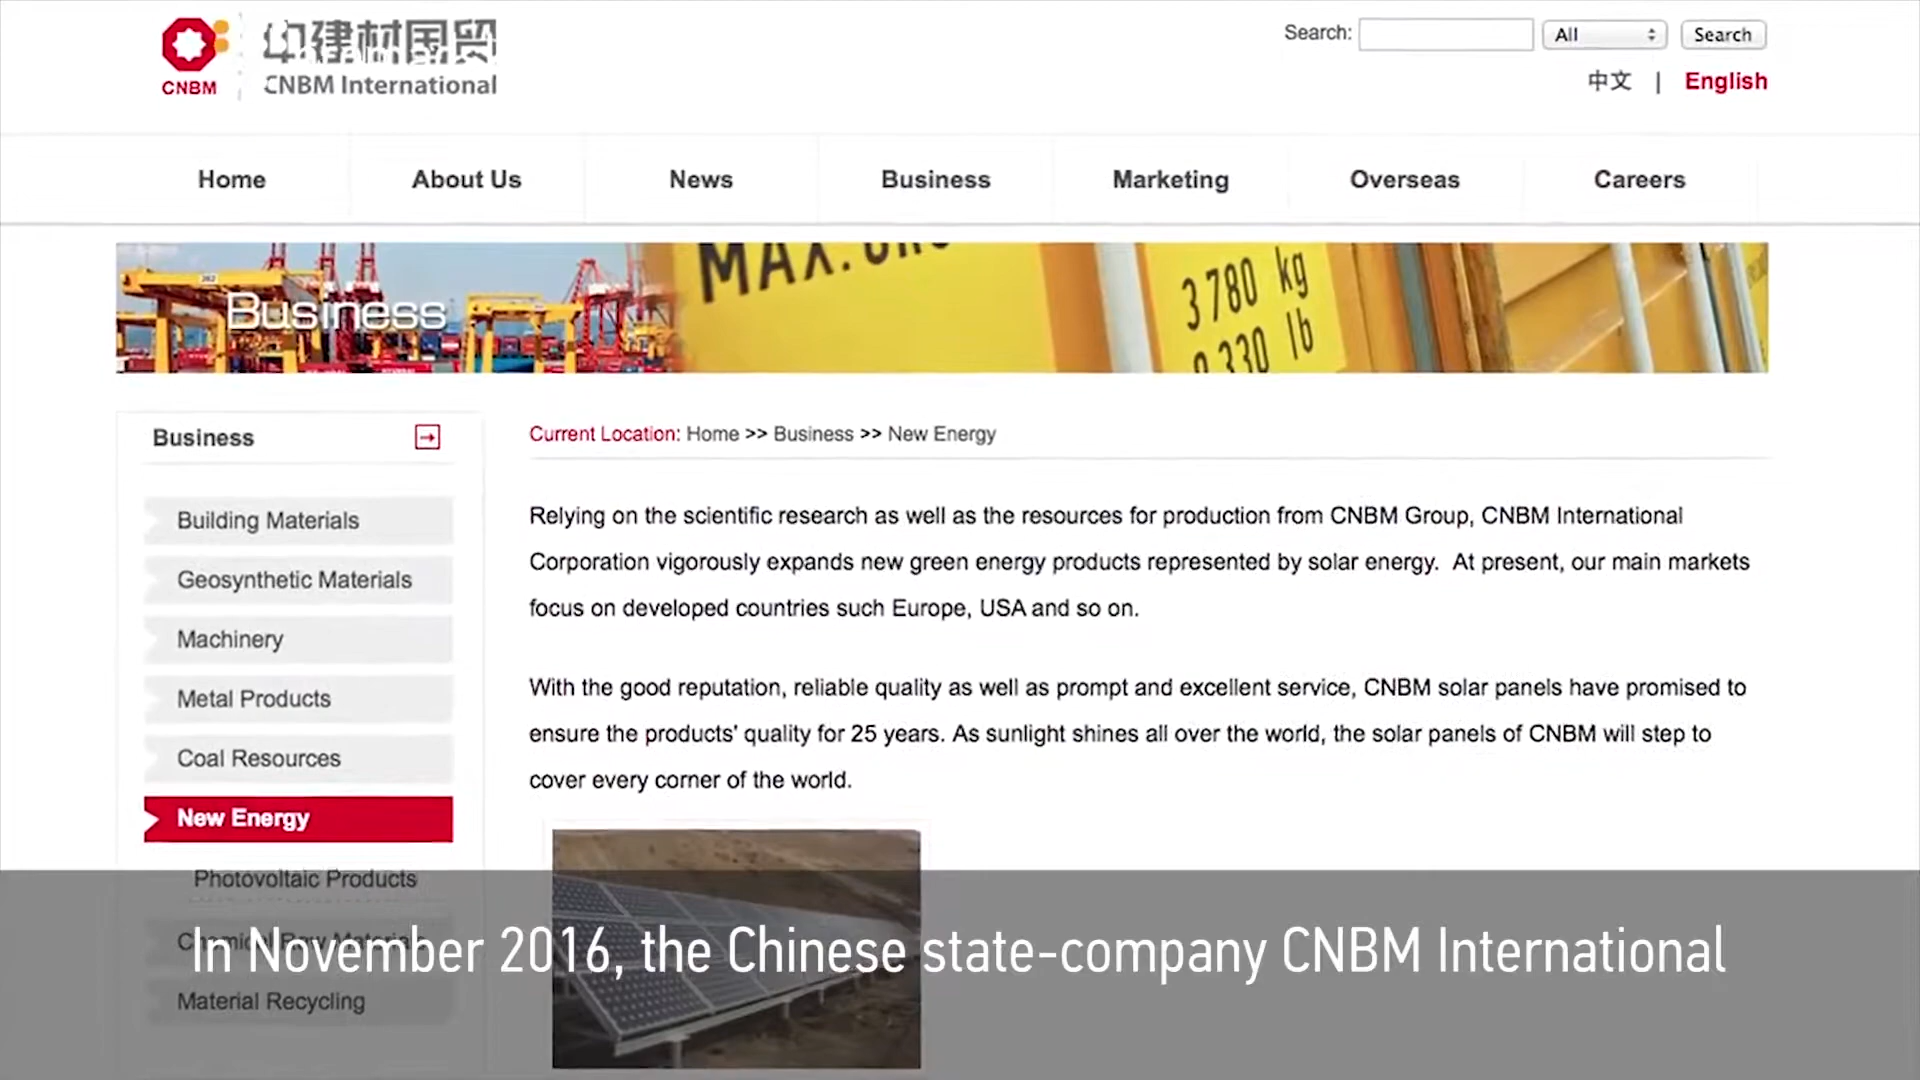 中建材国贸
CNBM
CNBM International
Search:
All
Search
中文 | English
Home
About Us
News
Business
Marketing
Overseas
Careers
Business
MAX.
3 780 kg
lb
Business
Current Location: Home >> Business >> New Energy
Building Materials
Geosynthetic Materials
Machinery
Metal Products
Coal Resources
New Energy
Photovoltaic Products
Chemical Raw Materials
Material Recycling
Relying on the scientific research as well as the resources for production from CNBM Group, CNBM International
Corporation vigorously expands new green energy products represented by solar energy. At present, our main markets
focus on developed countries such Europe, USA and so on.
With the good reputation, reliable quality as well as prompt and excellent service, CNBM solar panels have promised to
ensure the products' quality for 25 years. As sunlight shines all over the world, the solar panels of CNBM will step to
cover every corner of the world.
In November 2016, the Chinese state-company CNBM International